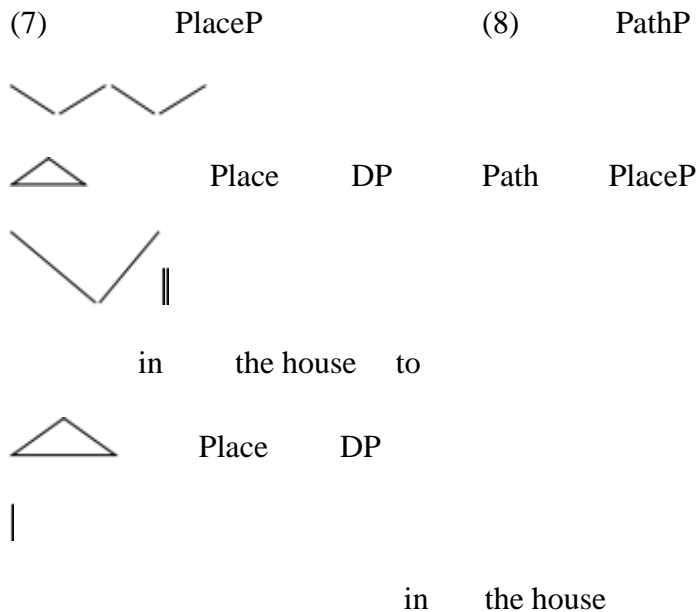 (7) PlaceP (8) PathP
Place DP Path PlaceP
in the house to
Place DP
in the house